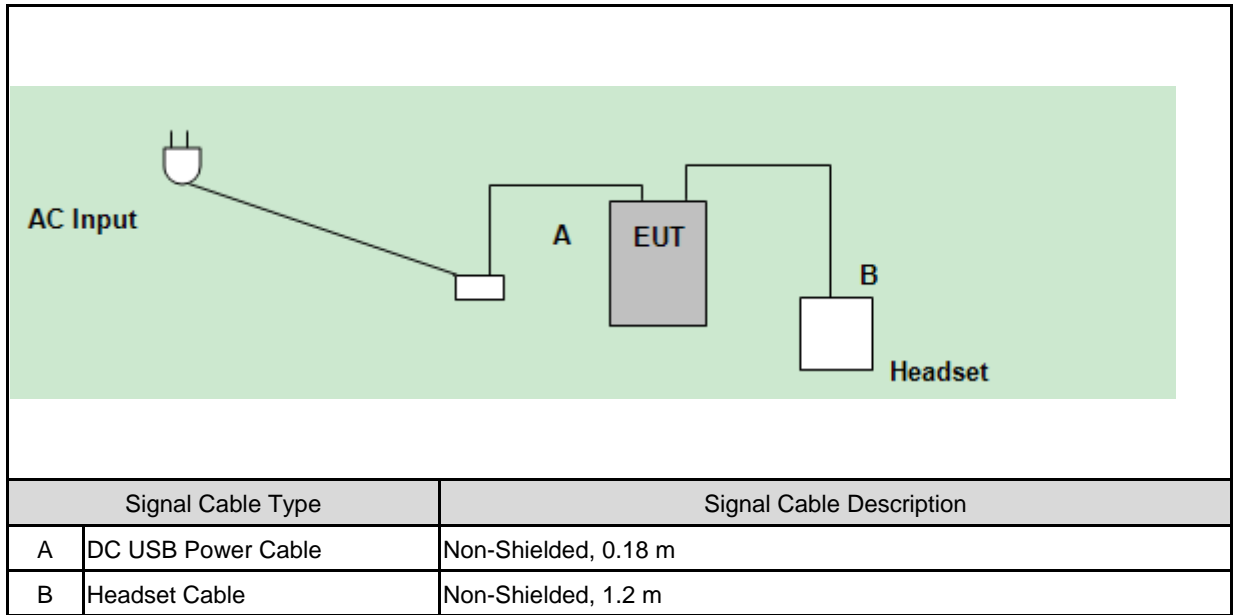 AC Input
A
EUT
B
Headset
Signal Cable Type Signal Cable Description
A DC USB Power Cable Non-Shielded, 0.18 m
B Headset Cable Non-Shielded, 1.2 m